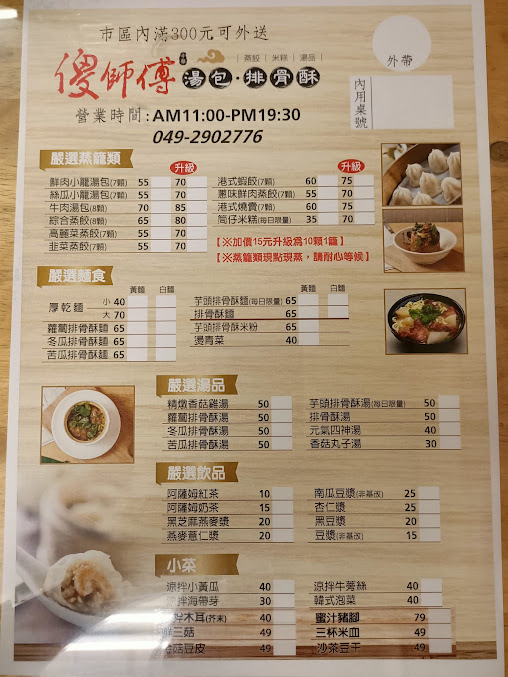 市區內滿300元可外送
傻師傅 湯包·排骨酥
｜蒸餃｜米糕｜湯品｜
營業時間:AM11:00-PM19:30
049-2902776
外帶
內用桌號
嚴選蒸籠類
升級
鮮肉小籠湯包(7顆) 55 70
絲瓜小籠湯包(7顆) 55 70
牛肉湯包(8顆) 70 85
綜合蒸餃(8顆) 65 80
高麗菜蒸餃(7顆) 55 70
韭菜蒸餃(7顆) 55 70
升級
港式蝦餃(7顆) 60 75
蔥味鮮肉蒸餃(7顆) 55 70
港式燒賣(7顆) 60 75
筒仔米糕(每日限量) 35 70
【※加價15元升級為10顆1籠】
【※蒸籠類現點現蒸,請耐心等候】
嚴選麵食
黃麵 白麵
厚乾麵 小 40
大 70
蘿蔔排骨酥麵 65
冬瓜排骨酥麵 65
苦瓜排骨酥麵 65
黃麵 白麵
芋頭排骨酥麵(每日限量) 65
排骨酥麵 65
芋頭排骨酥米粉 65
燙青菜 40
嚴選湯品
精燉香菇雞湯 50
蘿蔔排骨酥湯 50
冬瓜排骨酥湯 50
苦瓜排骨酥湯 50
芋頭排骨酥湯(每日限量) 50
排骨酥湯 50
元氣四神湯 40
香菇丸子湯 30
嚴選飲品
阿薩姆紅茶 10
阿薩姆奶茶 15
黑芝麻燕麥漿 20
燕麥薏仁漿 20
南瓜豆漿(非基改) 25
杏仁漿 25
黑豆漿 20
豆漿(非基改) 15
小菜
涼拌小黃瓜 40
拌海帶芽 30
木耳(芥末) 40
三菇 49
菇豆皮 49
涼拌牛蒡絲 40
韓式泡菜 40
蜜汁豬腳 79
三杯米血 49
沙茶豆干 49